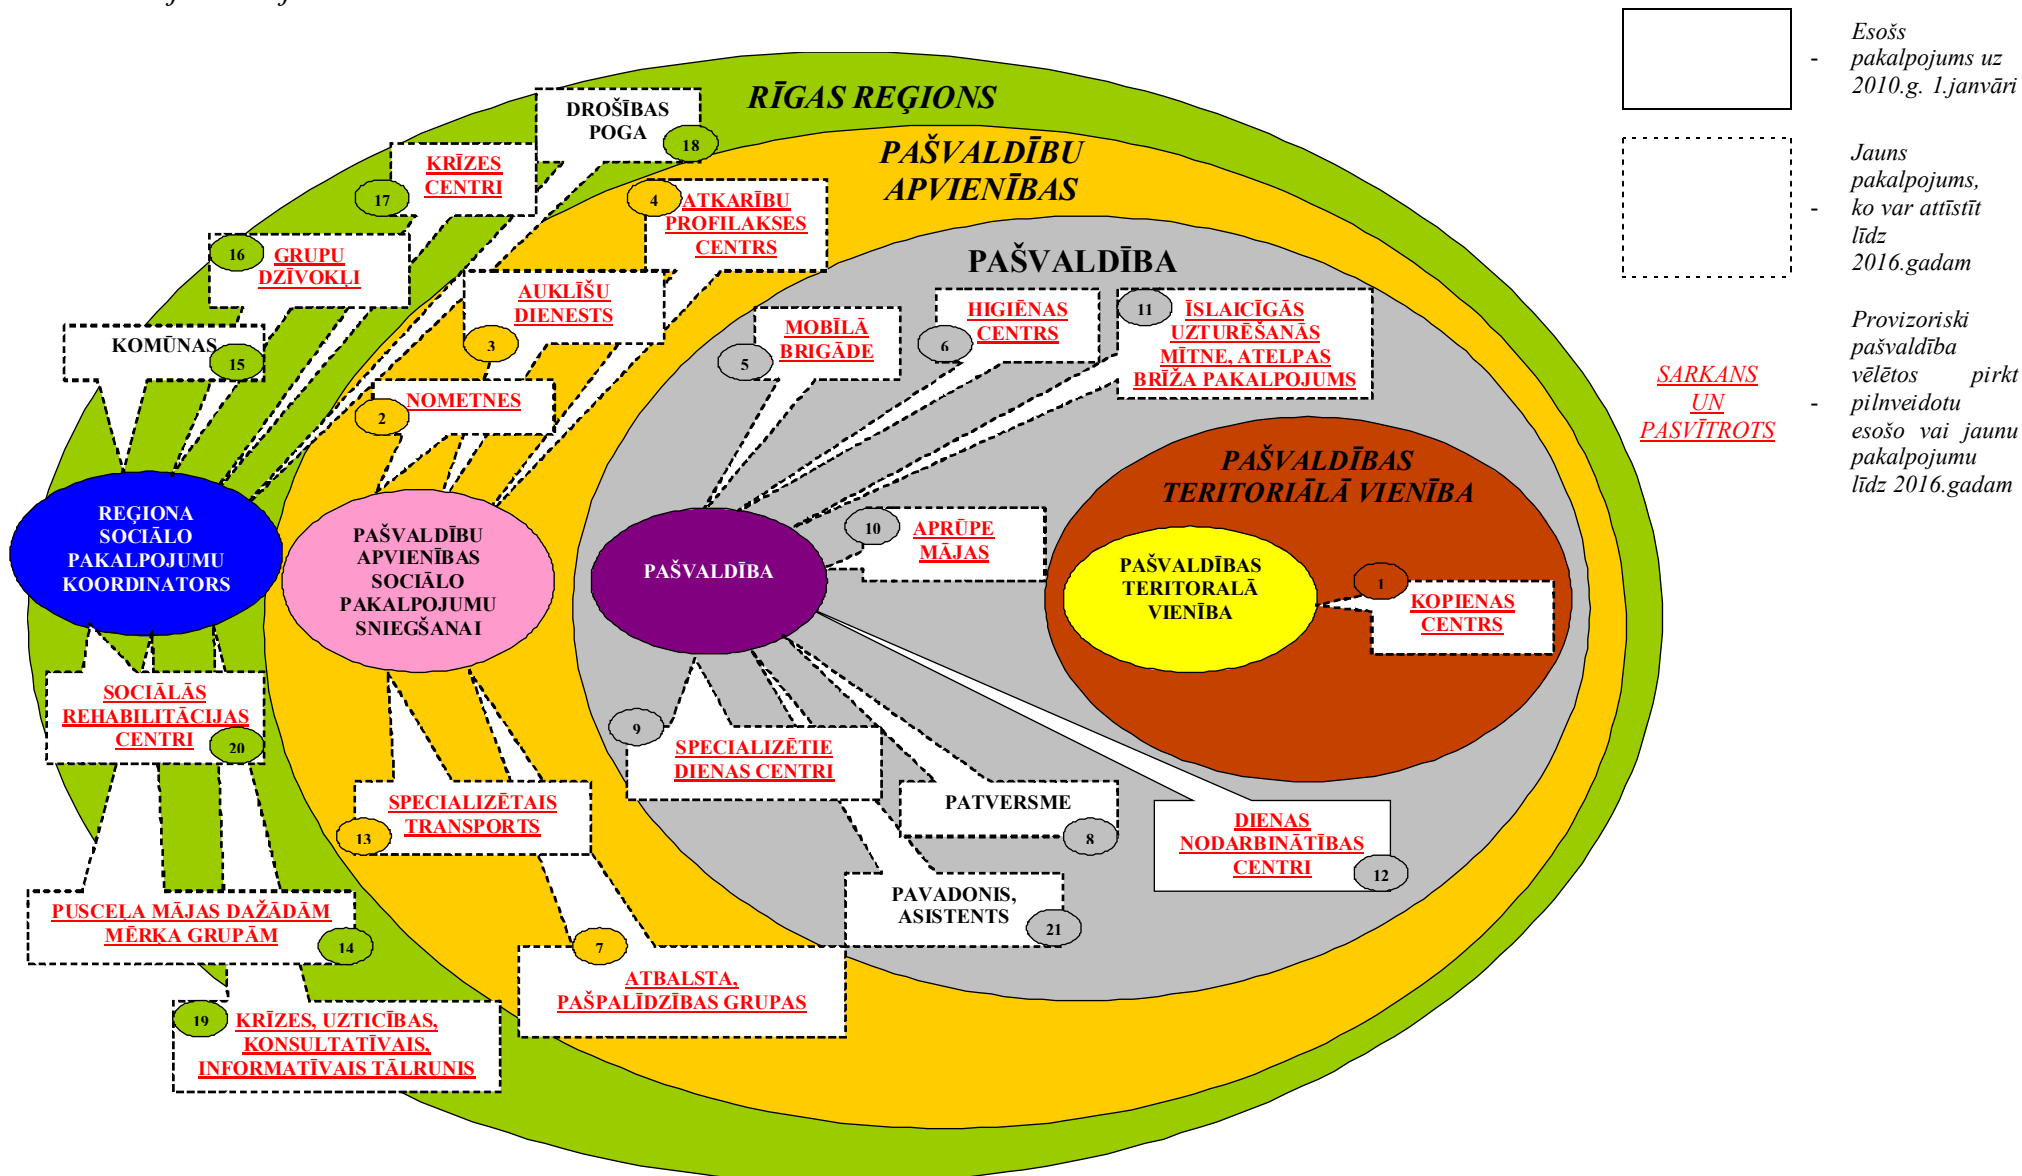 RĪGAS REĢIONS
PAŠVALDĪBU
APVIENĪBAS
PAŠVALDĪBA
PAŠVALDĪBAS
TERITORIĀLĀ VIENĪBA
DROŠĪBAS
POGA
18
KRĪZES
CENTRI
17
4
ATKARĪBU
PROFILAKSES
CENTRS
16
GRUPU
DZĪVOKĻI
AUKLĪŠU
DIENESTS
3
KOMŪNAS
15
NOMETNES
2
MOBĪLĀ
BRIGĀDE
5
HIGIĒNAS
CENTRS
6
11
ĪSLAICĪGĀS
UZTURĒŠANĀS
MĪTNE, ATELPAS
BRĪŽA PAKALPOJUMS
REĢIONA
SOCIĀLO
PAKALPOJUMU
KOORDINATORS
PAŠVALDĪBU
APVIENĪBAS
SOCIĀLO
PAKALPOJUMU
SNIEGŠANAI
PAŠVALDĪBA
10
APRŪPE
MĀJAS
PAŠVALDĪBAS
TERITORALĀ
VIENĪBA
1
KOPIENAS
CENTRS
SOCIĀLĀS
REHABILITĀCIJAS
CENTRI
20
9
SPECIALIZĒTIE
DIENAS CENTRI
SPECIALIZĒTAIS
TRANSPORTS
13
PATVERSME
8
DIENAS
NODARBINĀTĪBAS
CENTRI
12
PAVADONIS,
ASISTENTS
21
PUSCEĻA MĀJAS DAŽĀDĀM
MĒRĶA GRUPĀM
14
7
ATBALSTA,
PAŠPALĪDZĪBAS GRUPAS
19
KRĪZES, UZTICĪBAS,
KONSULTATĪVAIS,
INFORMATĪVAIS TĀLRUNIS
-
Esošs
pakalpojums uz
2010.g. 1.janvāri
-
Jauns
pakalpojums,
ko var attīstīt
līdz
2016.gadam
SARKANS
UN
PASVĪTROTS
-
Provizoriski
pašvaldība
vēlētos pirkt
pilnveidotu
esošo vai jaunu
pakalpojumu
līdz 2016.gadam